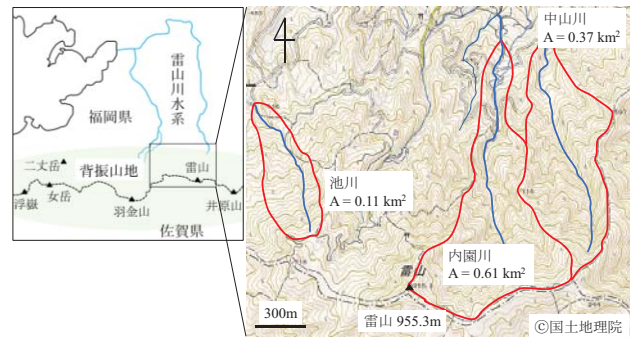 福岡県
雷山川水系
二丈岳
背振山地
雷山
浮嶽
女岳
羽金山
井原山
佐賀県
中山川
A = 0.37 km²
池川
A = 0.11 km²
内園川
A = 0.61 km²
雷山
955.3
300m
雷山 955.3m
©国土地理院